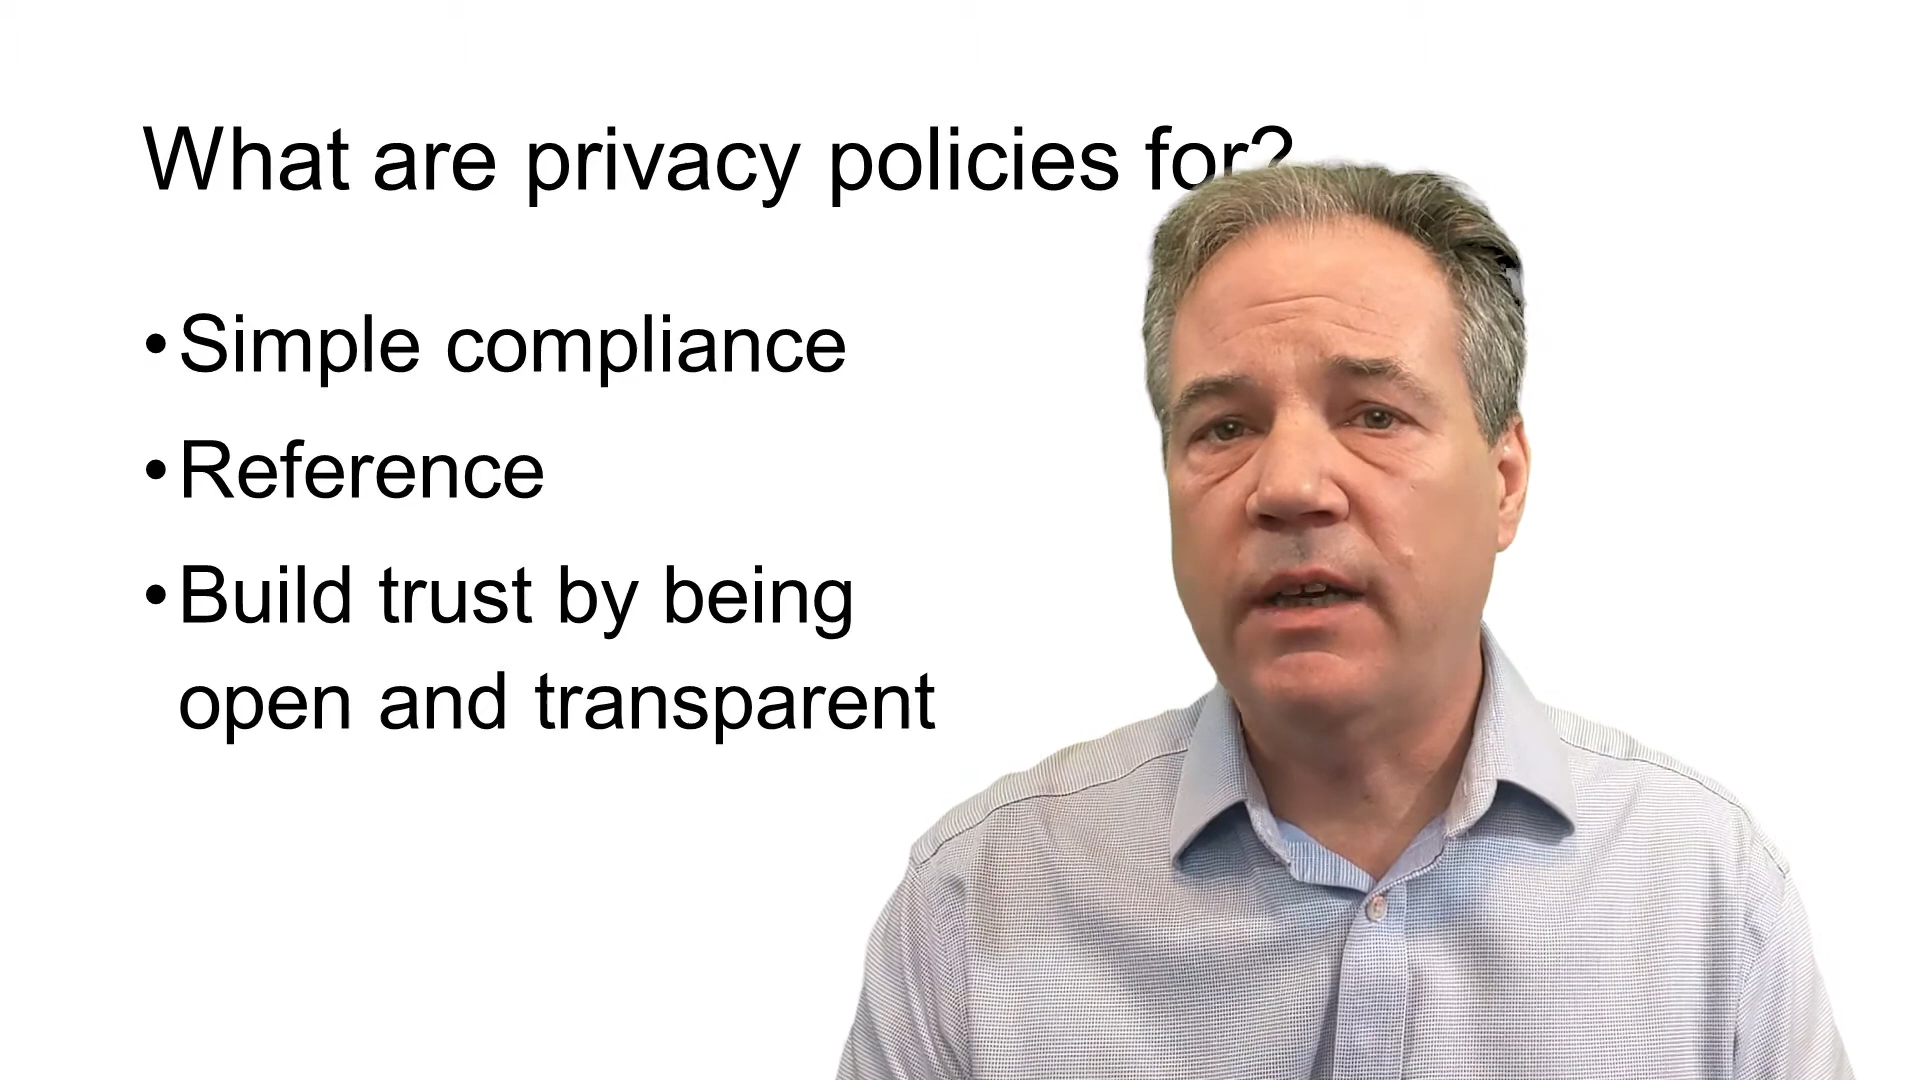 What are privacy policies for?
•Simple compliance
•Reference
•Build trust by being
open and transparent